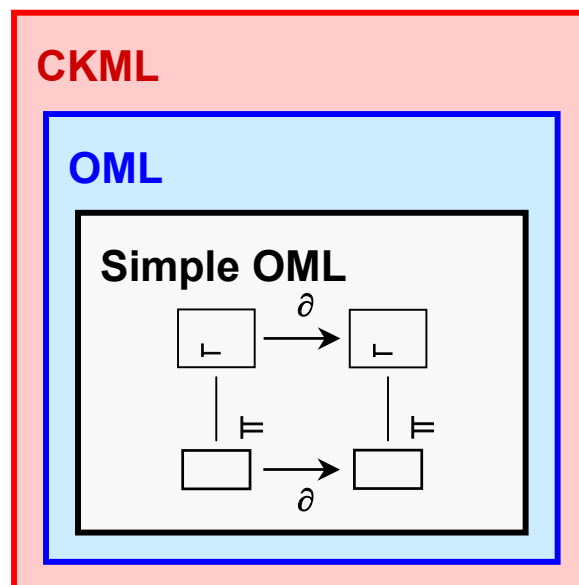 CKML
OML
Simple OML
∂
⊢ ⊢
⊨ ⊨
∂